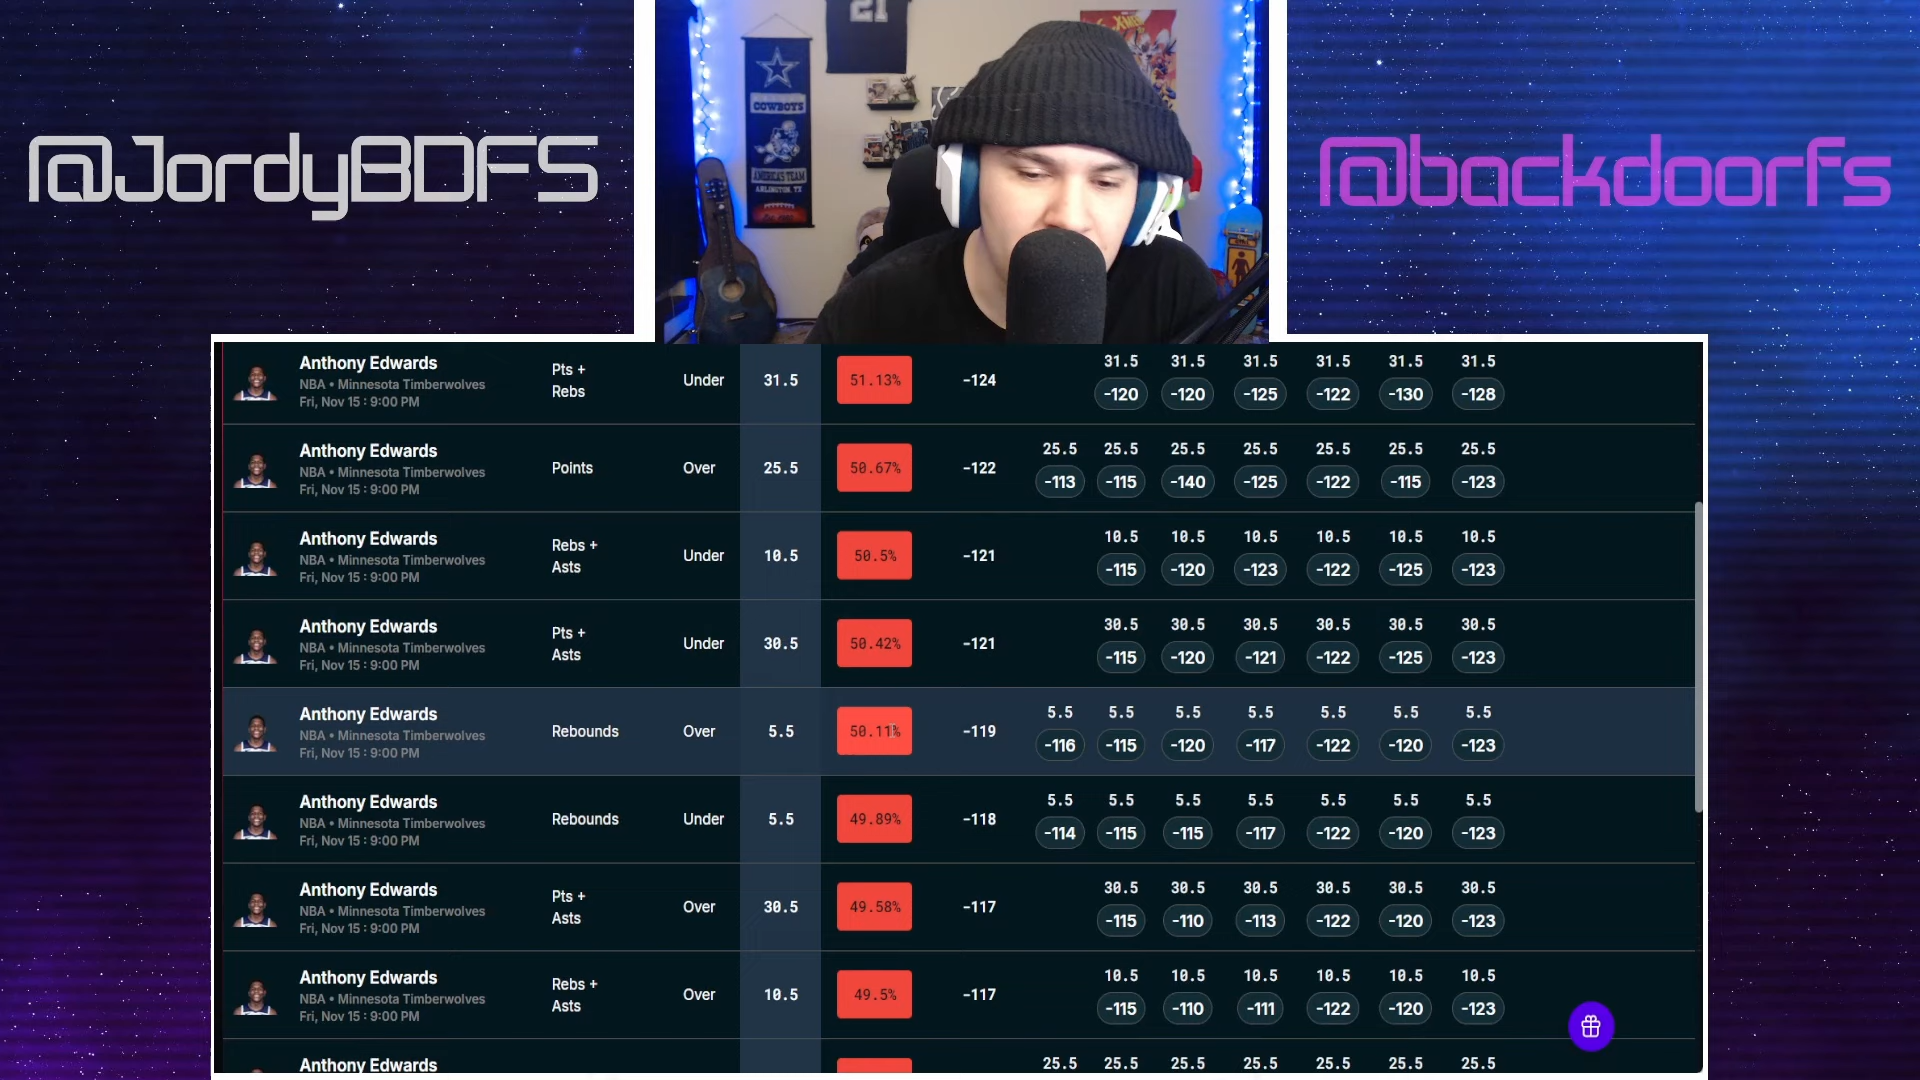 @JordyBDFS
@backdoorfs
21
X-MEN
COWBOYS
AMERICA'S TEAM
ARLINGTON, TX
Anthony Edwards
NBA • Minnesota Timberwolves
Fri, Nov 15 : 9:00 PM
Pts +
Rebs
Under
31.5
51.13%
-124
31.5 31.5 31.5 31.5 31.5 31.5
-120 -120 -125 -122 -130 -128
Anthony Edwards
NBA • Minnesota Timberwolves
Fri, Nov 15 : 9:00 PM
Points
Over
25.5
50.67%
-122
25.5 25.5 25.5 25.5 25.5 25.5 25.5
-113 -115 -140 -125 -122 -115 -123
Anthony Edwards
NBA • Minnesota Timberwolves
Fri, Nov 15 : 9:00 PM
Rebs +
Asts
Under
10.5
50.5%
-121
10.5 10.5 10.5 10.5 10.5 10.5
-115 -120 -123 -122 -125 -123
Anthony Edwards
NBA • Minnesota Timberwolves
Fri, Nov 15 : 9:00 PM
Pts +
Asts
Under
30.5
50.42%
-121
30.5 30.5 30.5 30.5 30.5 30.5
-115 -120 -121 -122 -125 -123
Anthony Edwards
NBA • Minnesota Timberwolves
Fri, Nov 15 : 9:00 PM
Rebounds
Over
5.5
50.11%
-119
5.5 5.5 5.5 5.5 5.5 5.5 5.5
-116 -115 -120 -117 -122 -120 -123
Anthony Edwards
NBA • Minnesota Timberwolves
Fri, Nov 15 : 9:00 PM
Rebounds
Under
5.5
49.89%
-118
5.5 5.5 5.5 5.5 5.5 5.5 5.5
-114 -115 -115 -117 -122 -120 -123
Anthony Edwards
NBA • Minnesota Timberwolves
Fri, Nov 15 : 9:00 PM
Pts +
Asts
Over
30.5
49.58%
-117
30.5 30.5 30.5 30.5 30.5 30.5
-115 -110 -113 -122 -120 -123
Anthony Edwards
NBA • Minnesota Timberwolves
Fri, Nov 15 : 9:00 PM
Rebs +
Asts
Over
10.5
49.5%
-117
10.5 10.5 10.5 10.5 10.5 10.5
-115 -110 -111 -122 -120 -123
Anthony Edwards
25.5 25.5 25.5 25.5 25.5 25.5 25.5